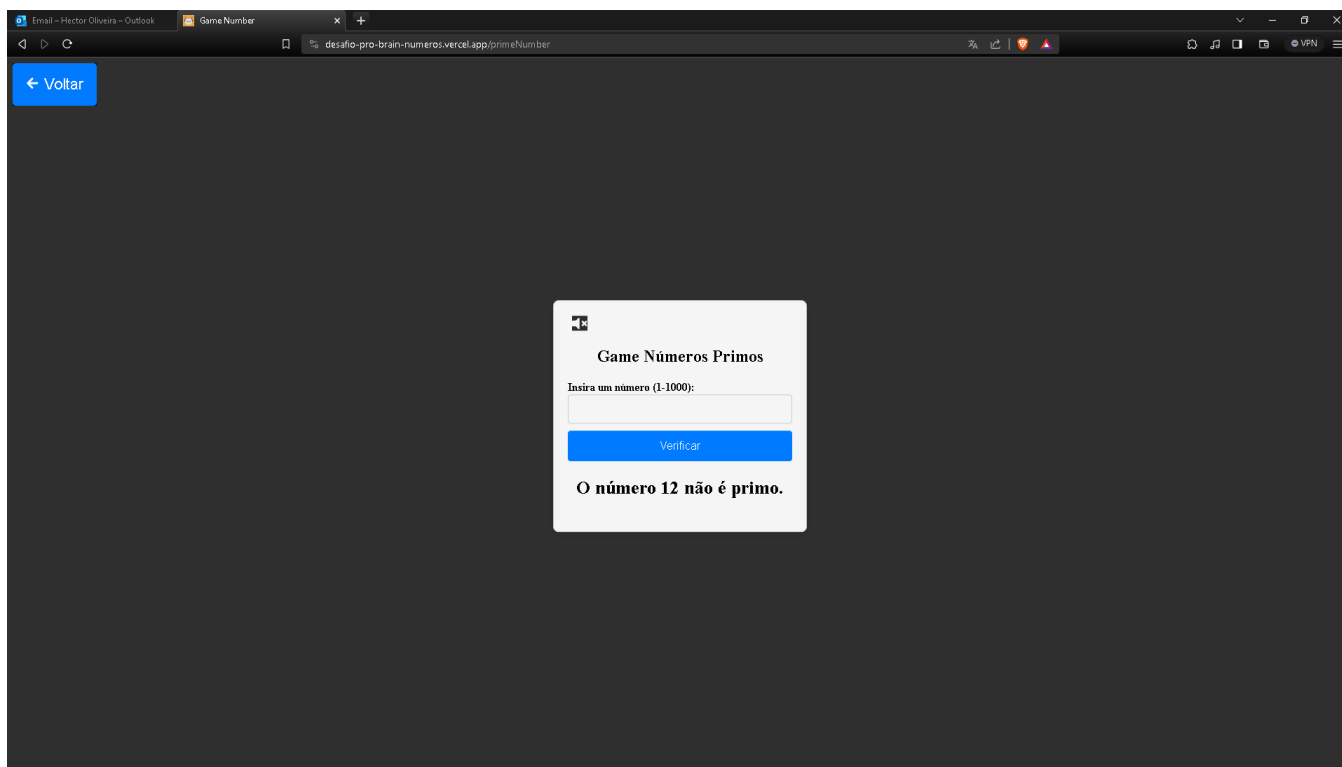 Email – Hector Oliveira – Outlook
Game Number
desafio-pro-brain-numeros.vercel.app/primeNumber
VPN
Voltar
Game Números Primos
Insira um número (1-1000):
Verificar
O número 12 não é primo.